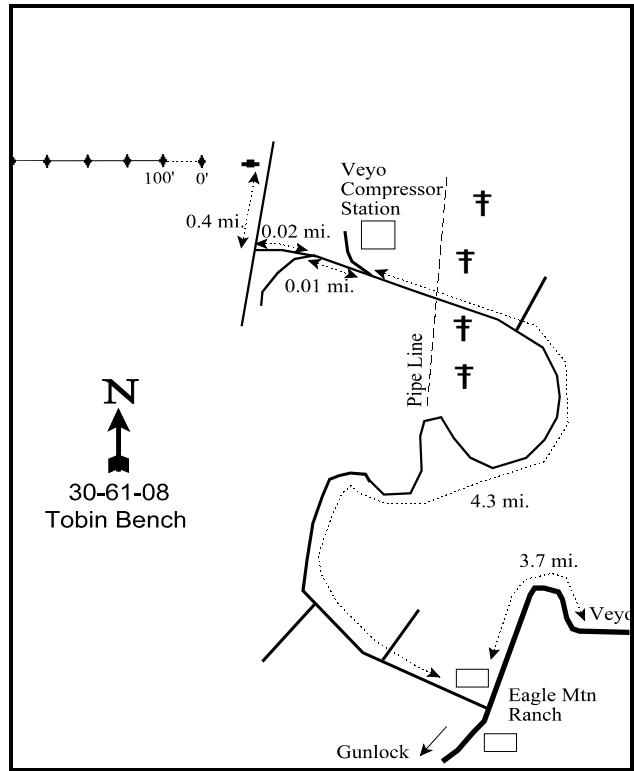 Veyo
Compressor
Station
100'
0'
0.4 mi.
0.02 mi.
0.01 mi.
Pipe Line
N
30-61-08
Tobin Bench
4.3 mi.
3.7 mi.
Veyo
Eagle Mtn
Ranch
Gunlock